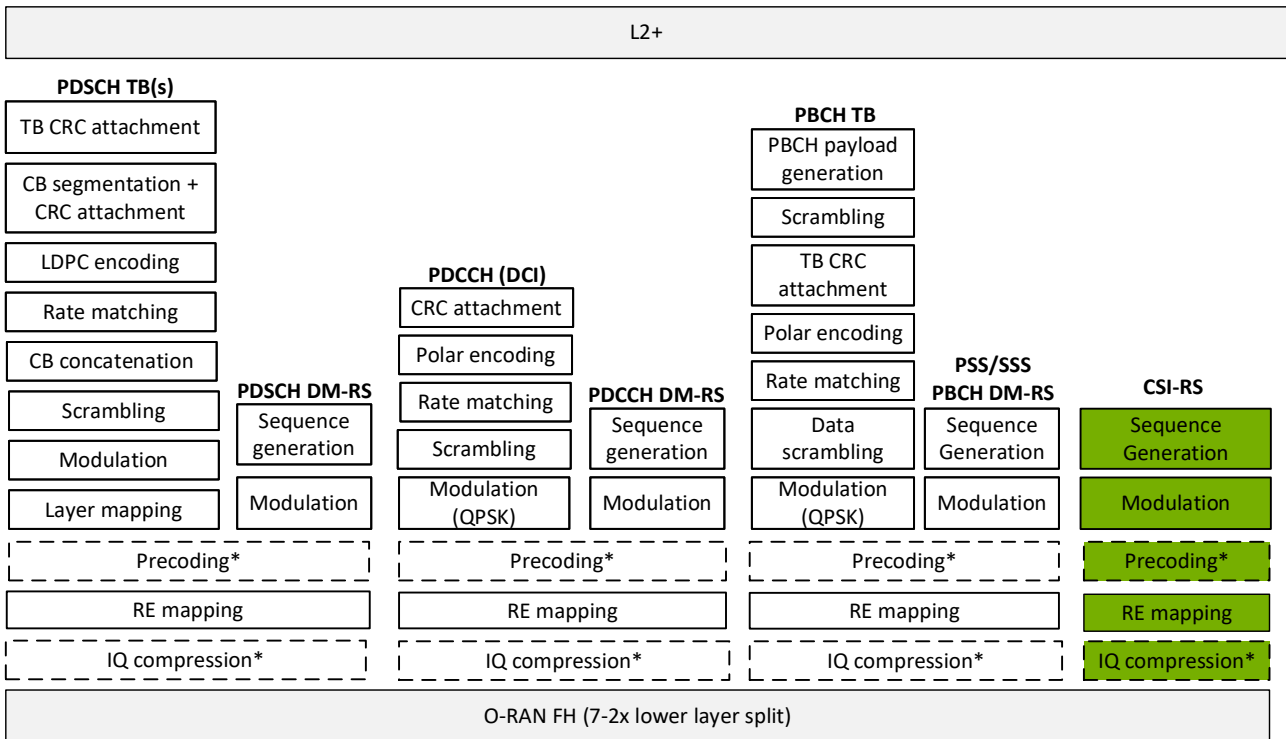 L2+
PDSCH TB(s)
TB CRC attachment
CB segmentation +
CRC attachment
LDPC encoding
Rate matching
CB concatenation
Scrambling
Modulation
Layer mapping
PDSCH DM-RS
Sequence
generation
Modulation
Precoding*
RE mapping
IQ compression*
PDCCH (DCI)
CRC attachment
Polar encoding
Rate matching
Scrambling
Modulation
(QPSK)
PDCCH DM-RS
Sequence
generation
Modulation
Precoding*
RE mapping
IQ compression*
PBCH TB
PBCH payload
generation
Scrambling
TB CRC
attachment
Polar encoding
Rate matching
Data
scrambling
Modulation
(QPSK)
PSS/SSS
PBCH DM-RS
Sequence
Generation
Modulation
Precoding*
RE mapping
IQ compression*
CSI-RS
Sequence
Generation
Modulation
Precoding*
RE mapping
IQ compression*
O-RAN FH (7-2x lower layer split)